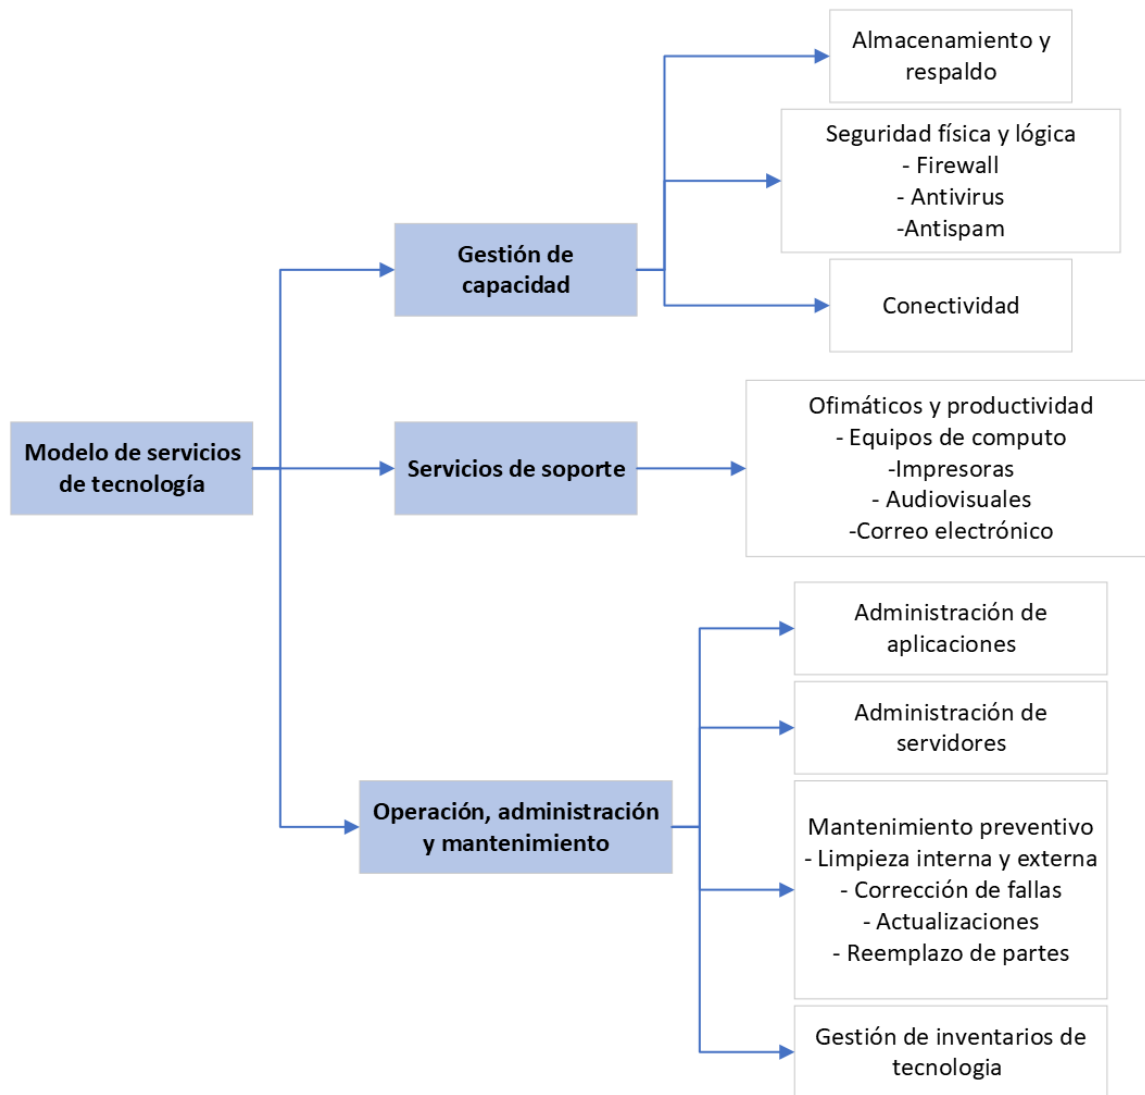 Modelo de servicios
de tecnología
Gestión de
capacidad
Almacenamiento y
respaldo
Seguridad física y lógica
- Firewall
- Antivirus
-Antispam
Conectividad
Servicios de soporte
Ofimáticos y productividad
- Equipos de computo
-Impresoras
- Audiovisuales
-Correo electrónico
Operación, administración
y mantenimiento
Administración de
aplicaciones
Administración de
servidores
Mantenimiento preventivo
- Limpieza interna y externa
- Corrección de fallas
- Actualizaciones
- Reemplazo de partes
Gestión de inventarios de
tecnologia